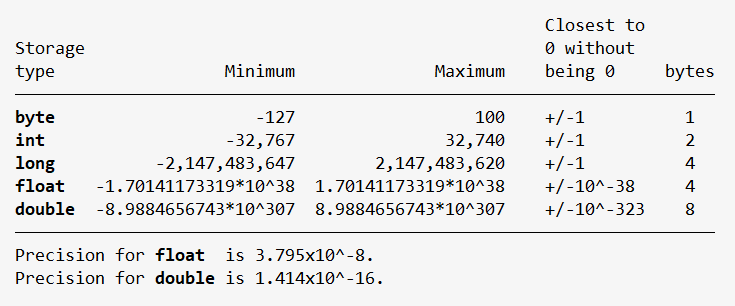 Closest to
Storage 0 without
type Minimum Maximum being 0 bytes
byte -127 100 +/-1 1
int -32,767 32,740 +/-1 2
long -2,147,483,647 2,147,483,620 +/-1 4
float -1.70141173319*10^38 1.70141173319*10^38 +/-10^-38 4
double -8.9884656743*10^307 8.9884656743*10^307 +/-10^-323 8
Precision for float is 3.795x10^-8.
Precision for double is 1.414x10^-16.